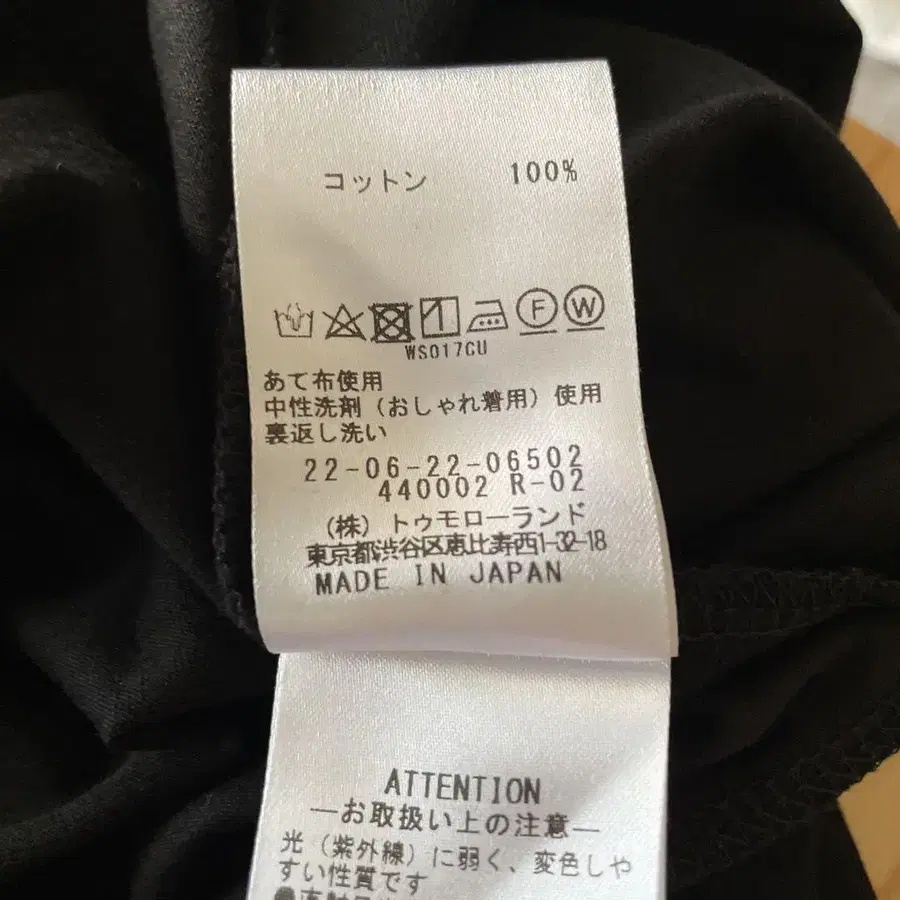 コットン 100%
F W
WS017CU
あて布使用
中性洗剤（おしゃれ着用）使用
裏返し洗い
22-06-22-06502
440002 R-02
（株）トゥモローランド
東京都渋谷区恵比寿西1-32-18
MADE IN JAPAN
ATTENTION
―お取扱い上の注意―
光（紫外線）に弱く、変色しや
すい性質です